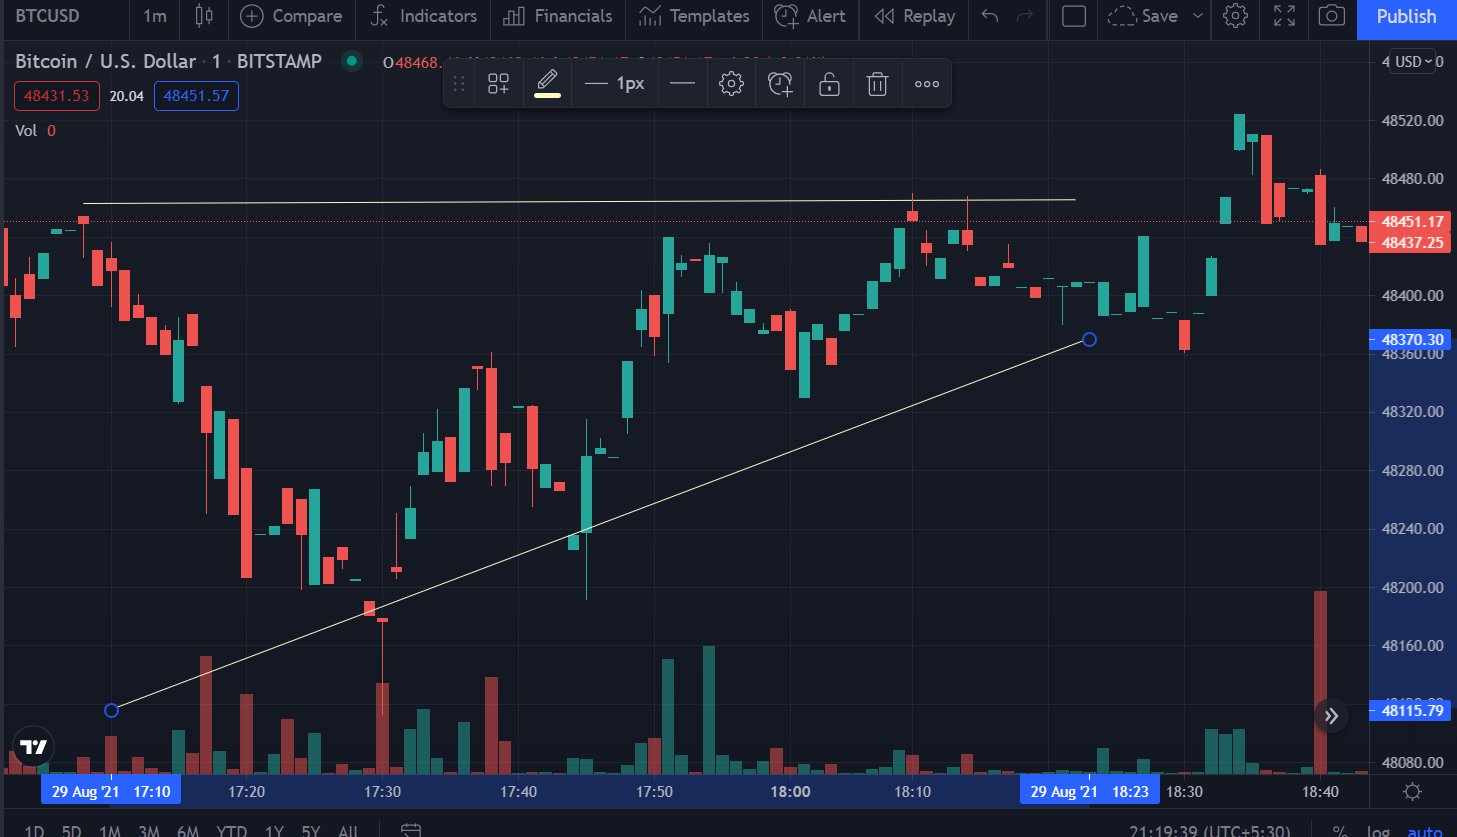 BTCUSD 1m Compare Indicators Financials Templates Alert Replay Save Publish
Bitcoin / U.S. Dollar · 1 · BITSTAMP O48468.
USD
48431.53 20.04 48451.57
1px
Vol 0
48520.00
48480.00
48451.17
48437.25
48400.00
48370.30
48360.00
48320.00
48280.00
48240.00
48200.00
48160.00
48115.79
48080.00
29 Aug '21 17:10 17:20 17:30 17:40 17:50 18:00 18:10 29 Aug '21 18:23 18:30 18:40
1D 5D 1M 3M 6M YTD 1Y 5Y All 21:19:39 (UTC+5:30) % log auto